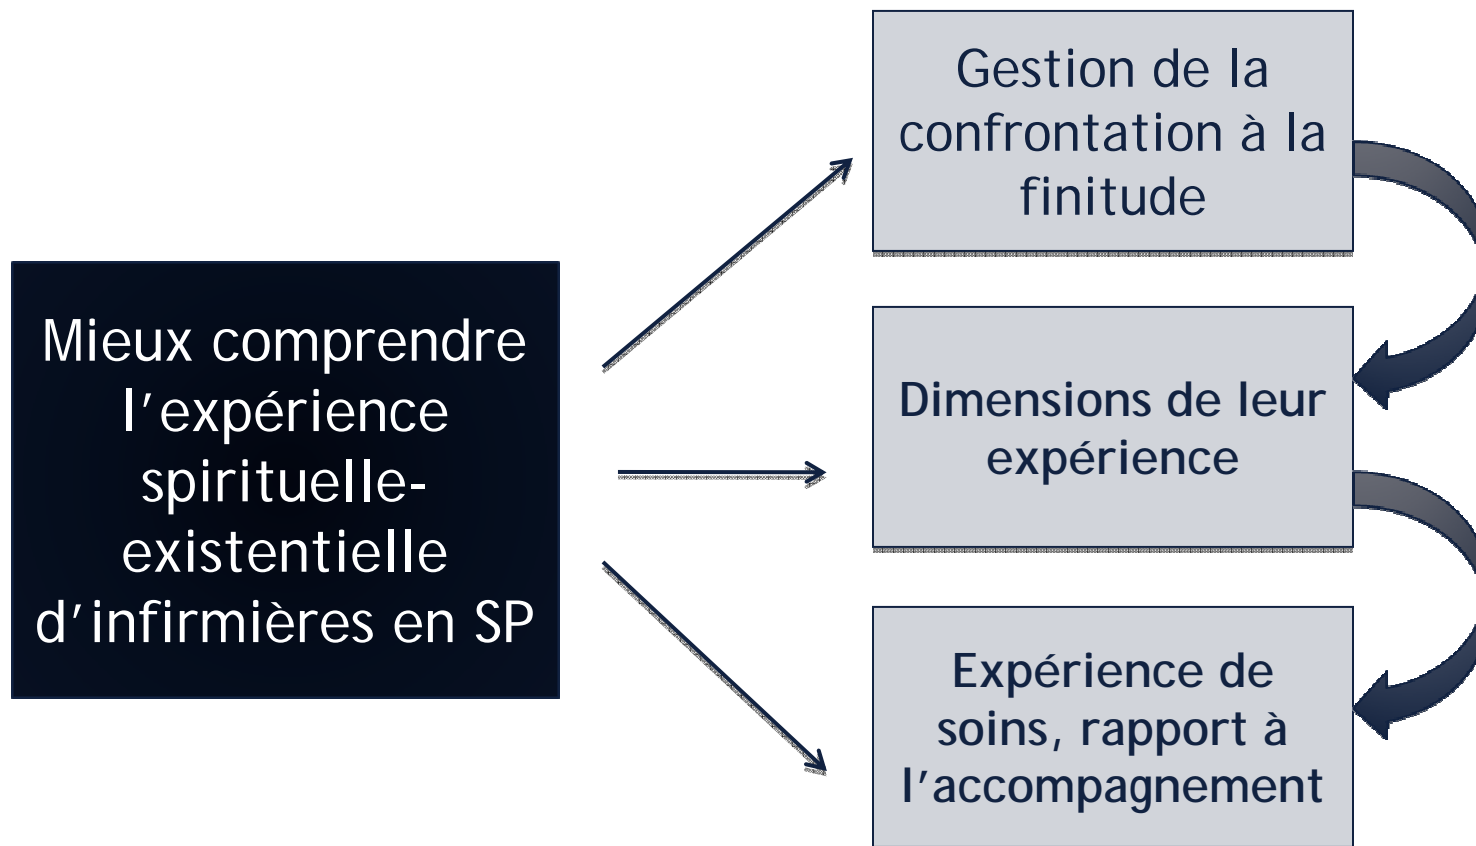 Gestion de la
confrontation à la
finitude
Mieux comprendre
l’expérience
spirituelle-
existentielle
d’infirmières en SP
Dimensions de leur
expérience
Expérience de
soins, rapport à
l’accompagnement